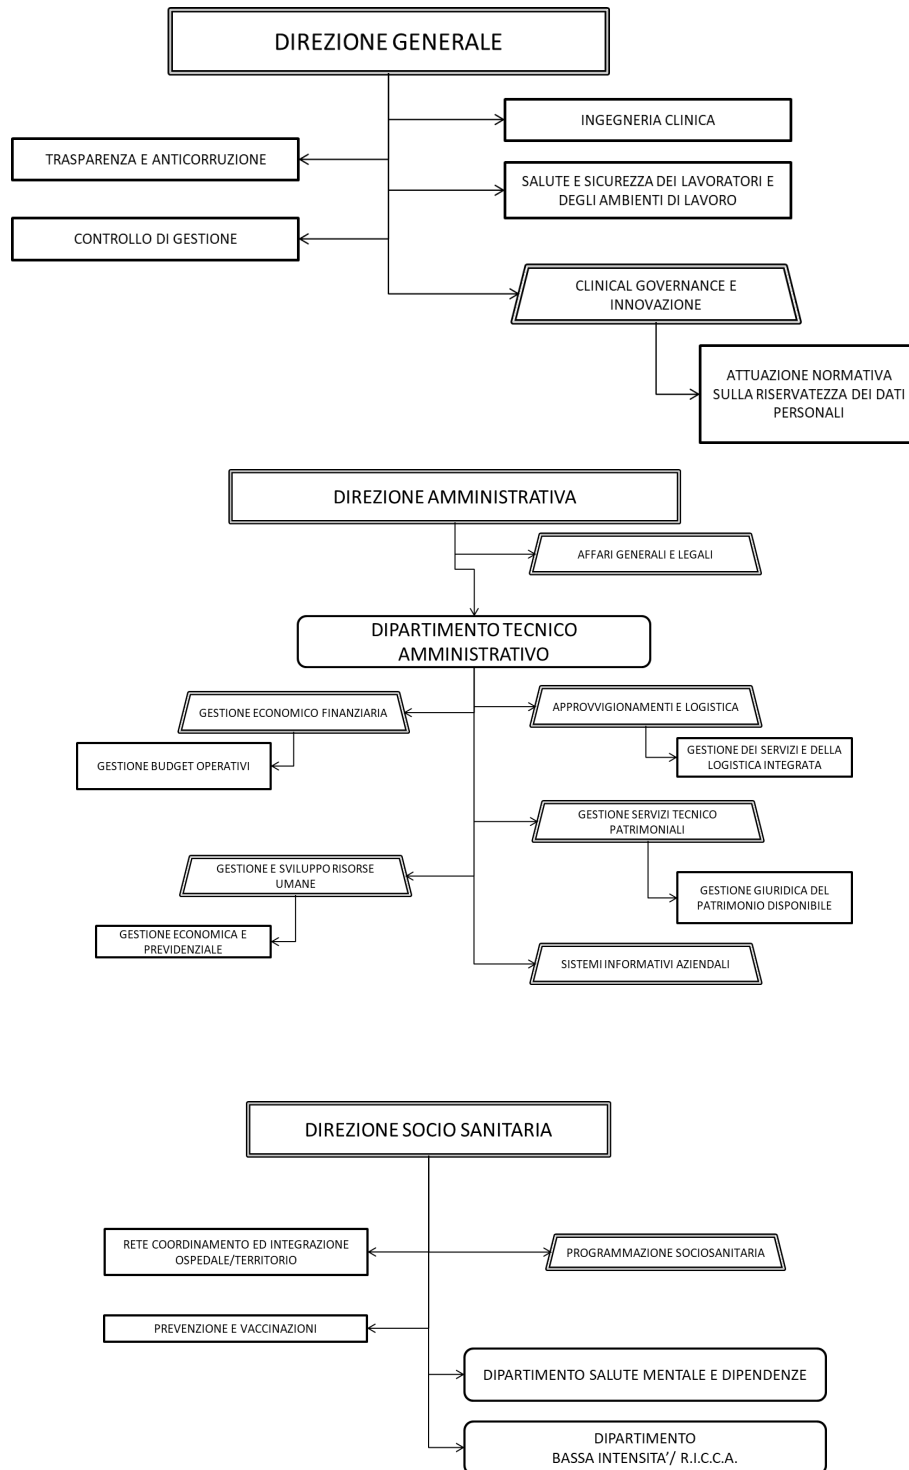 DIREZIONE GENERALE
INGEGNERIA CLINICA
TRASPARENZA E ANTICORRUZIONE
SALUTE E SICUREZZA DEI LAVORATORI E
DEGLI AMBIENTI DI LAVORO
CONTROLLO DI GESTIONE
CLINICAL GOVERNANCE E
INNOVAZIONE
ATTUAZIONE NORMATIVA
SULLA RISERVATEZZA DEI DATI
PERSONALI
DIREZIONE AMMINISTRATIVA
AFFARI GENERALI E LEGALI
DIPARTIMENTO TECNICO
AMMINISTRATIVO
GESTIONE ECONOMICO FINANZIARIA
APPROVVIGIONAMENTI E LOGISTICA
GESTIONE BUDGET OPERATIVI
GESTIONE DEI SERVIZI E DELLA
LOGISTICA INTEGRATA
GESTIONE SERVIZI TECNICO
PATRIMONIALI
GESTIONE E SVILUPPO RISORSE
UMANE
GESTIONE GIURIDICA DEL
PATRIMONIO DISPONIBILE
GESTIONE ECONOMICA E
PREVIDENZIALE
SISTEMI INFORMATIVI AZIENDALI
DIREZIONE SOCIO SANITARIA
RETE COORDINAMENTO ED INTEGRAZIONE
OSPEDALE/TERRITORIO
PROGRAMMAZIONE SOCIOSANITARIA
PREVENZIONE E VACCINAZIONI
DIPARTIMENTO SALUTE MENTALE E DIPENDENZE
DIPARTIMENTO
BASSA INTENSITA’/ R.I.C.C.A.